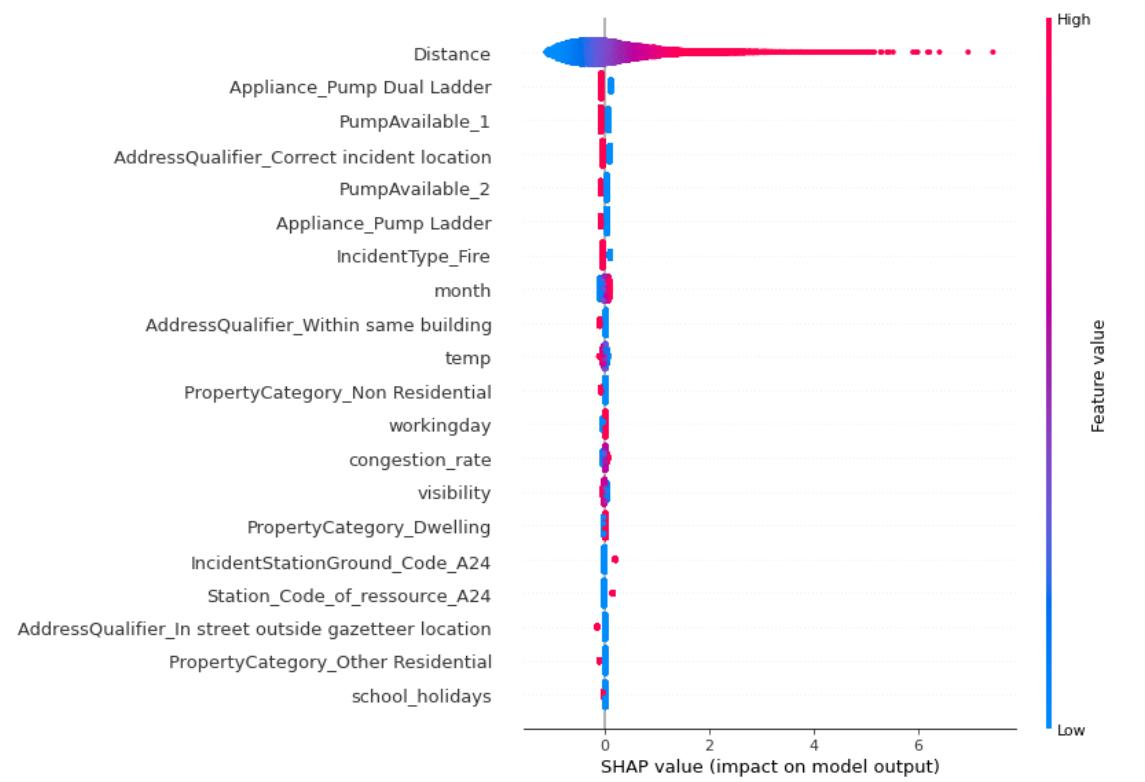 High
Distance
Appliance_Pump Dual Ladder
PumpAvailable_1
AddressQualifier_Correct incident location
PumpAvailable_2
Appliance_Pump Ladder
IncidentType_Fire
month
AddressQualifier_Within same building
temp
PropertyCategory_Non Residential
workingday
congestion_rate
visibility
PropertyCategory_Dwelling
IncidentStationGround_Code_A24
Station_Code_of_ressource_A24
AddressQualifier_In street outside gazetteer location
PropertyCategory_Other Residential
school_holidays
Feature value
Low
0 2 4 6
SHAP value (impact on model output)